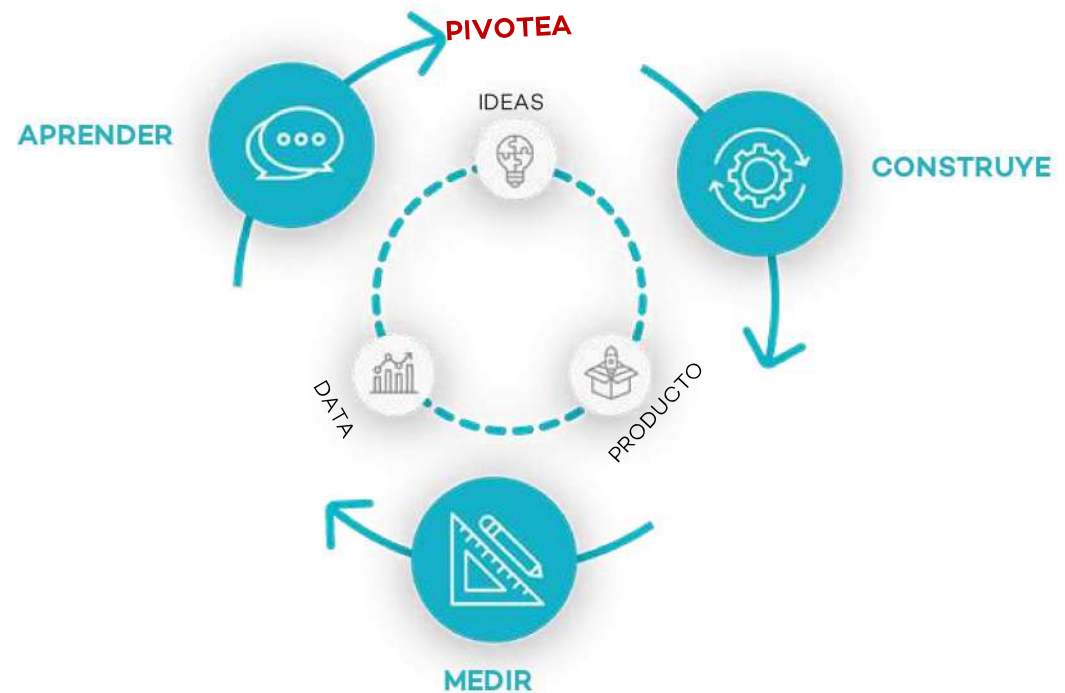 PIVOTEA
IDEAS
APRENDER
CONSTRUYE
DATA
PRODUCTO
MEDIR